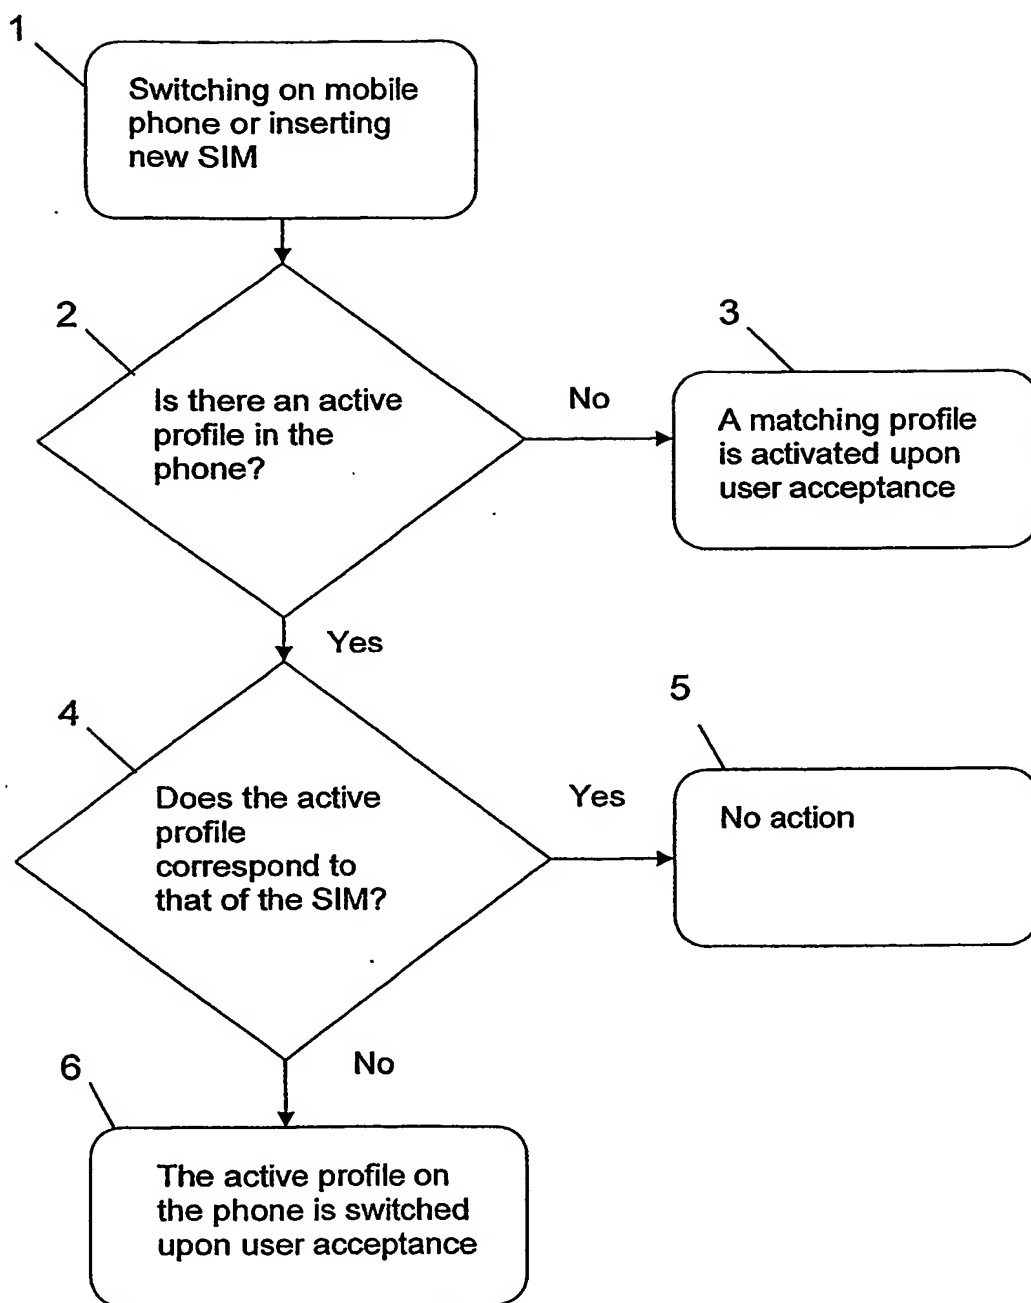 1
Switching on mobile
phone or inserting
new SIM
2
Is there an active
profile in the
phone?
No
3
A matching profile
is activated upon
user acceptance
Yes
4
Does the active
profile
correspond to
that of the SIM?
Yes
5
No action
No
6
The active profile on
the phone is switched
upon user acceptance